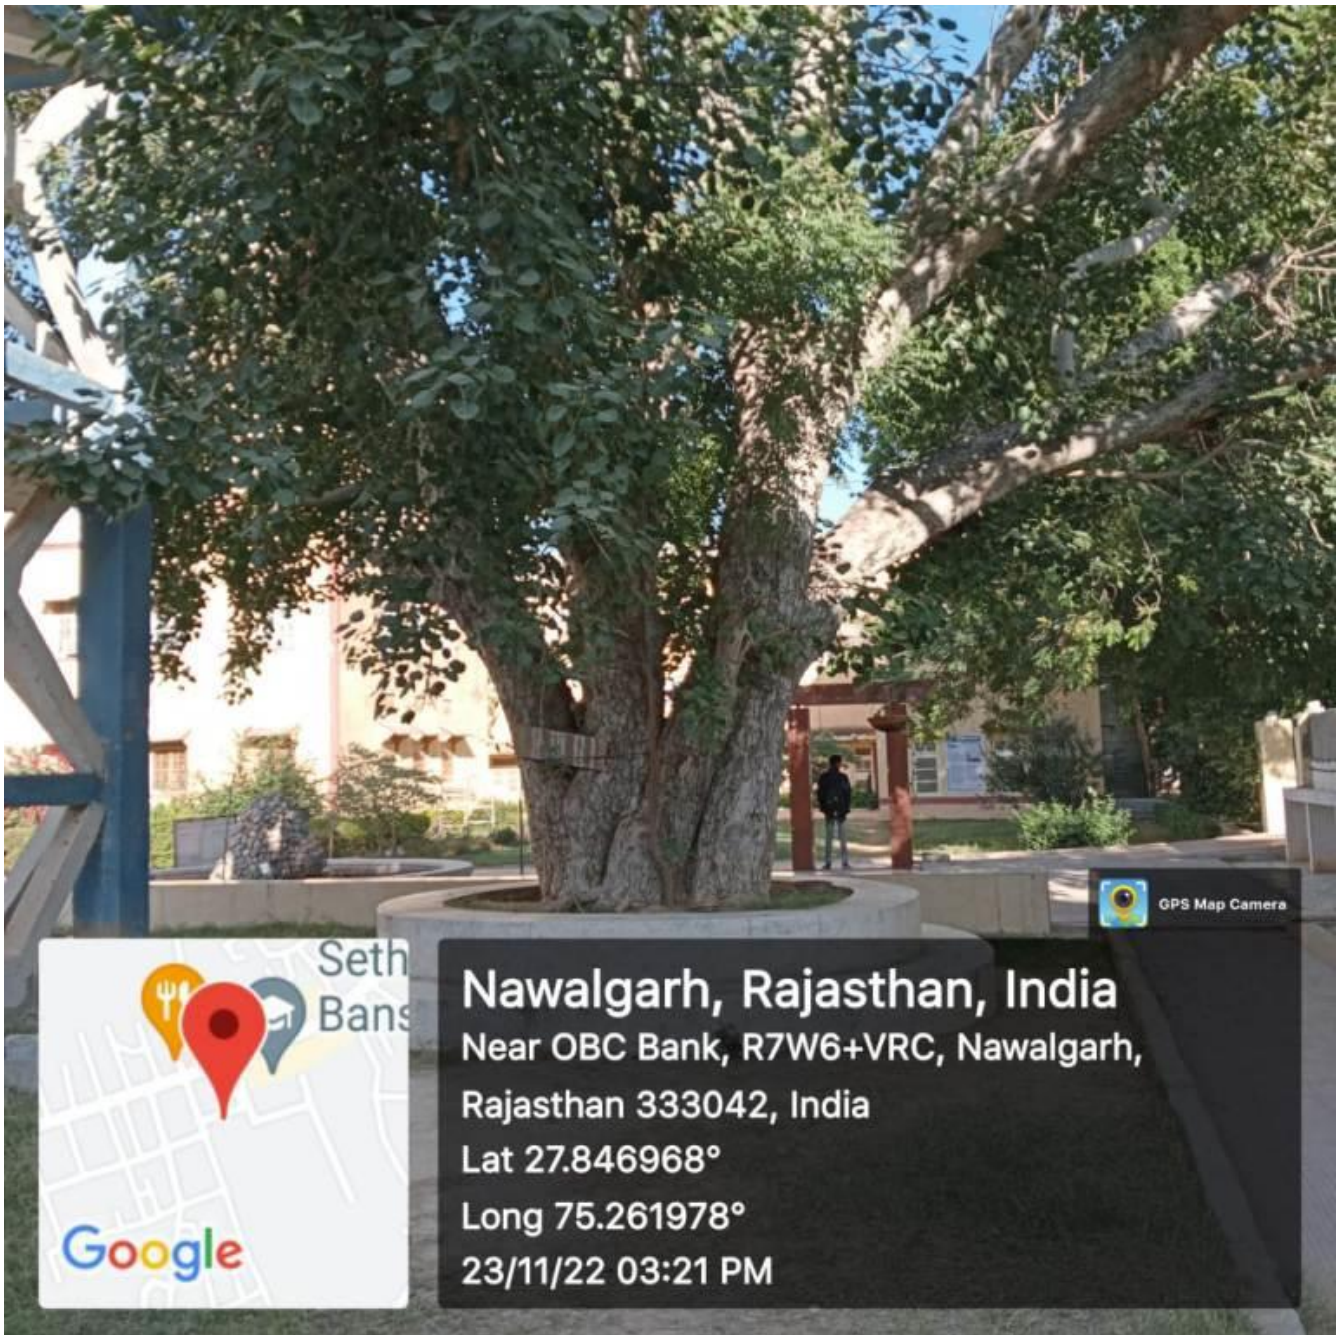 GPS Map Camera
Seth
Bans
Google
Nawalgarh, Rajasthan, India
Near OBC Bank, R7W6+VRC, Nawalgarh,
Rajasthan 333042, India
Lat 27.846968°
Long 75.261978°
23/11/22 03:21 PM